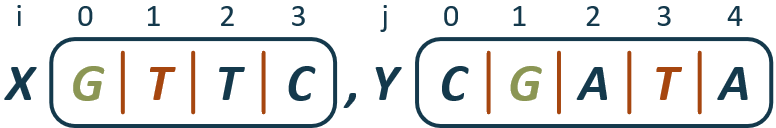 i 0 1 2 3 j 0 1 2 3 4
X G | T | T | C , Y C | G | A | T | A